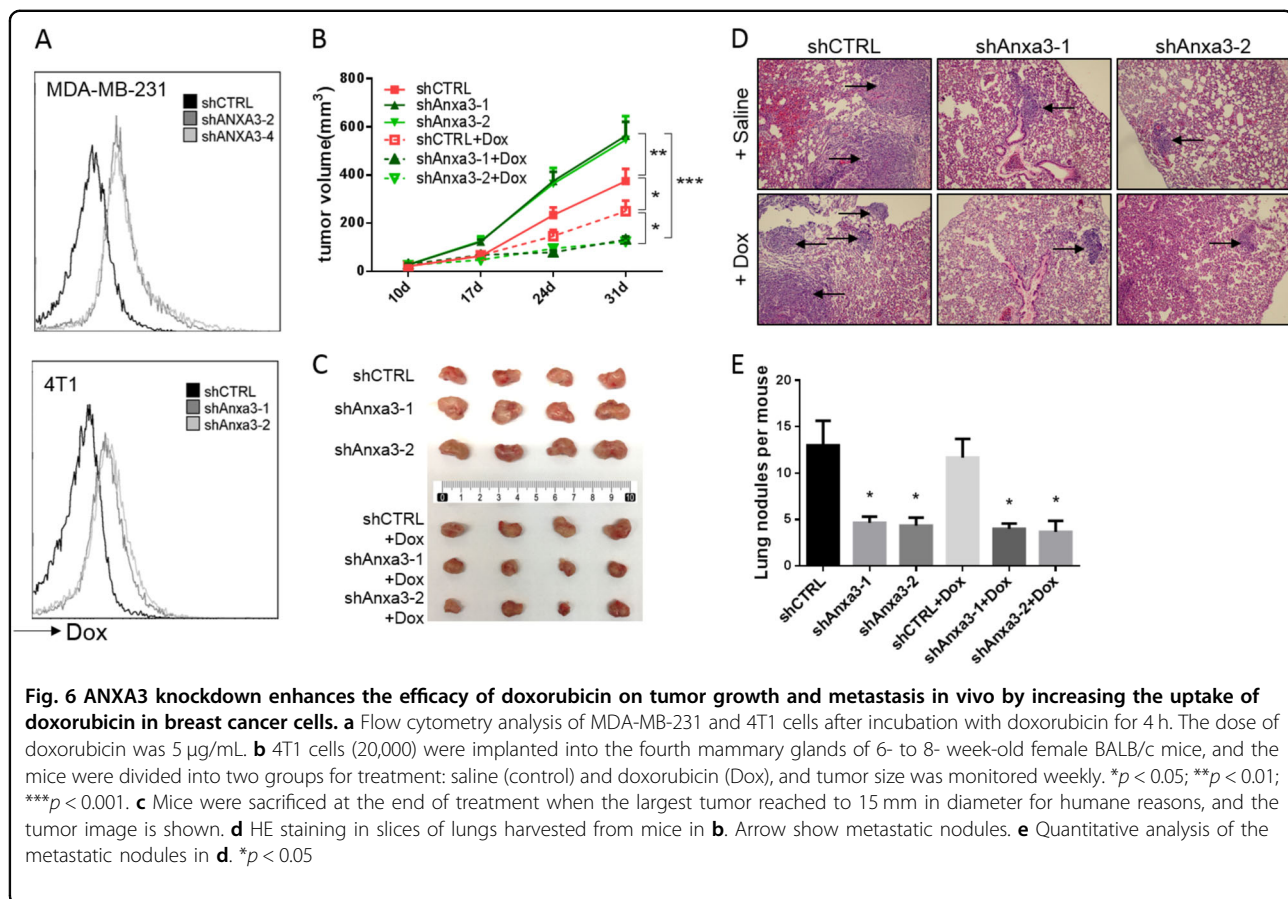 A
MDA-MB-231
shCTRL
shANXA3-2
shANXA3-4
4T1
shCTRL
shAnxa3-1
shAnxa3-2
Dox
B
tumor volume(mm³)
800
600
400
200
0
10d
17d
24d
31d
shCTRL
shAnxa3-1
shAnxa3-2
shCTRL+Dox
shAnxa3-1+Dox
shAnxa3-2+Dox
**
*
*
***
C
shCTRL
shAnxa3-1
shAnxa3-2
0 1 2 3 4 5 6 7 8 9 10
shCTRL
+Dox
shAnxa3-1
+Dox
shAnxa3-2
+Dox
D
shCTRL shAnxa3-1 shAnxa3-2
+ Saline
+ Dox
E
Lung nodules per mouse
20
15
10
5
0
* * * *
shCTRL
shAnxa3-1
shAnxa3-2
shCTRL+Dox
shAnxa3-1+Dox
shAnxa3-2+Dox
Fig. 6 ANXA3 knockdown enhances the efficacy of doxorubicin on tumor growth and metastasis in vivo by increasing the uptake of
doxorubicin in breast cancer cells. a Flow cytometry analysis of MDA-MB-231 and 4T1 cells after incubation with doxorubicin for 4 h. The dose of
doxorubicin was 5 µg/mL. b 4T1 cells (20,000) were implanted into the fourth mammary glands of 6- to 8- week-old female BALB/c mice, and the
mice were divided into two groups for treatment: saline (control) and doxorubicin (Dox), and tumor size was monitored weekly. *p < 0.05; **p < 0.01;
***p < 0.001. c Mice were sacrificed at the end of treatment when the largest tumor reached to 15 mm in diameter for humane reasons, and the
tumor image is shown. d HE staining in slices of lungs harvested from mice in b. Arrow show metastatic nodules. e Quantitative analysis of the
metastatic nodules in d. *p < 0.05